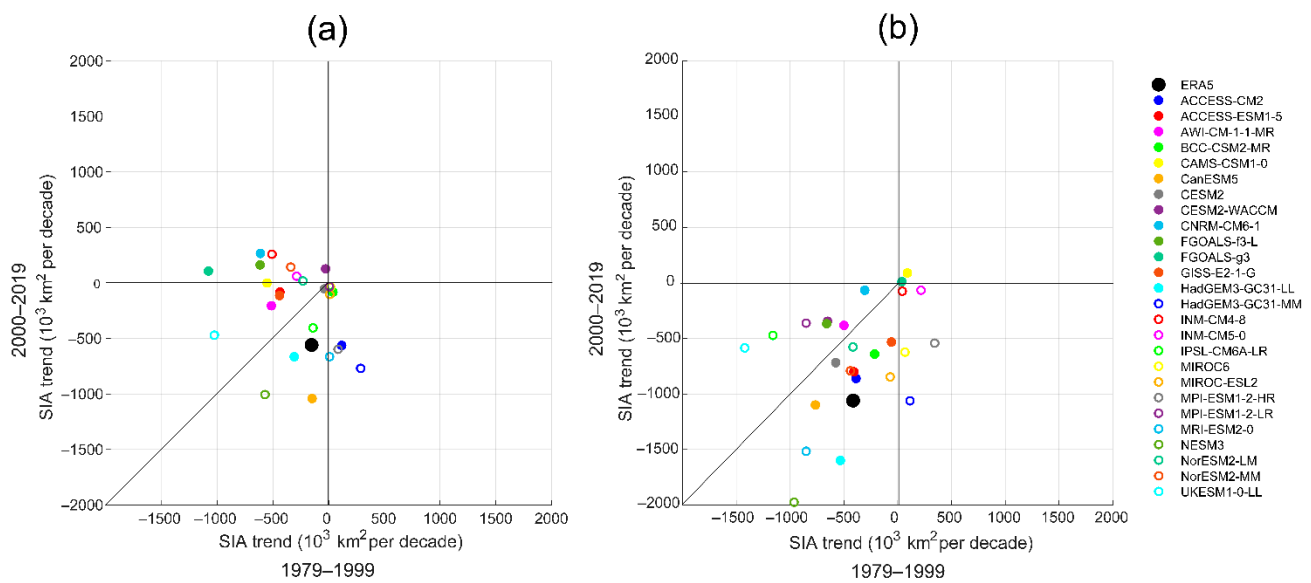 (a)
2000
1500
1000
500
0
−500
−1000
−1500
−2000
−1500
−1000
−500
0
500
1000
1500
2000
2000–2019
SIA trend (10³ km² per decade)
SIA trend (10³ km² per decade)
1979–1999
(b)
2000
1500
1000
500
0
−500
−1000
−1500
−2000
−1500
−1000
−500
0
500
1000
1500
2000
2000–2019
SIA trend (10³ km² per decade)
SIA trend (10³ km² per decade)
1979–1999
ERA5
ACCESS-CM2
ACCESS-ESM1-5
AWI-CM-1-1-MR
BCC-CSM2-MR
CAMS-CSM1-0
CanESM5
CESM2
CESM2-WACCM
CNRM-CM6-1
FGOALS-f3-L
FGOALS-g3
GISS-E2-1-G
HadGEM3-GC31-LL
HadGEM3-GC31-MM
INM-CM4-8
INM-CM5-0
IPSL-CM6A-LR
MIROC6
MIROC-ESL2
MPI-ESM1-2-HR
MPI-ESM1-2-LR
MRI-ESM2-0
NESM3
NorESM2-LM
NorESM2-MM
UKESM1-0-LL